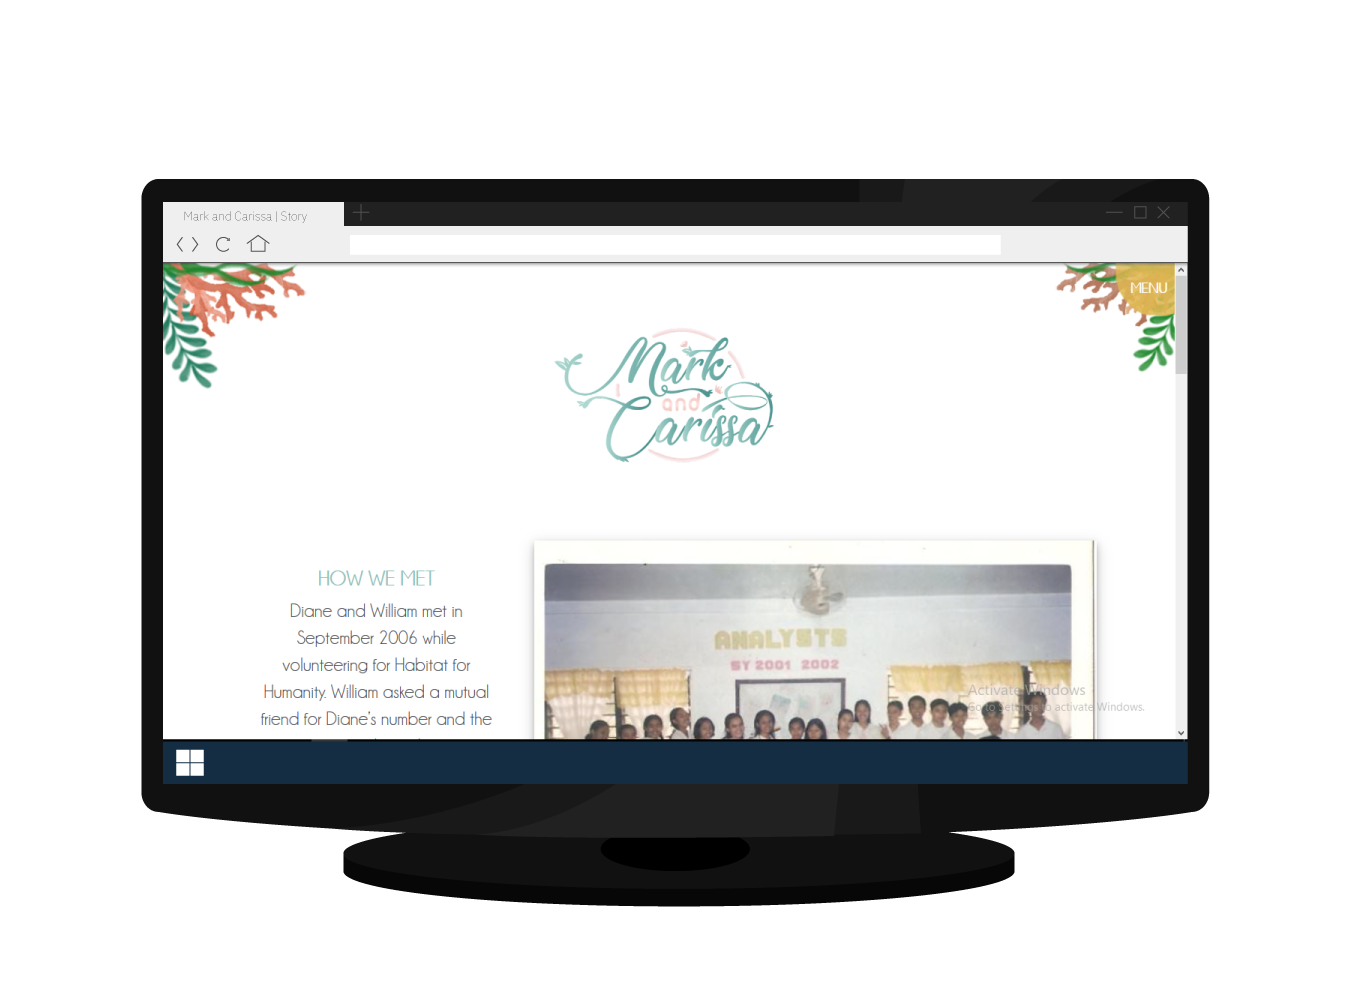 Mark and Carissa | Story
MENU
Mark
and
Carissa
HOW WE MET
Diane and William met in
September 2006 while
volunteering for Habitat for
Humanity. William asked a mutual
friend for Diane's number and the
ANALYSTS
SY 2001 2002
Activate Windows
Go to Settings to activate Windows.